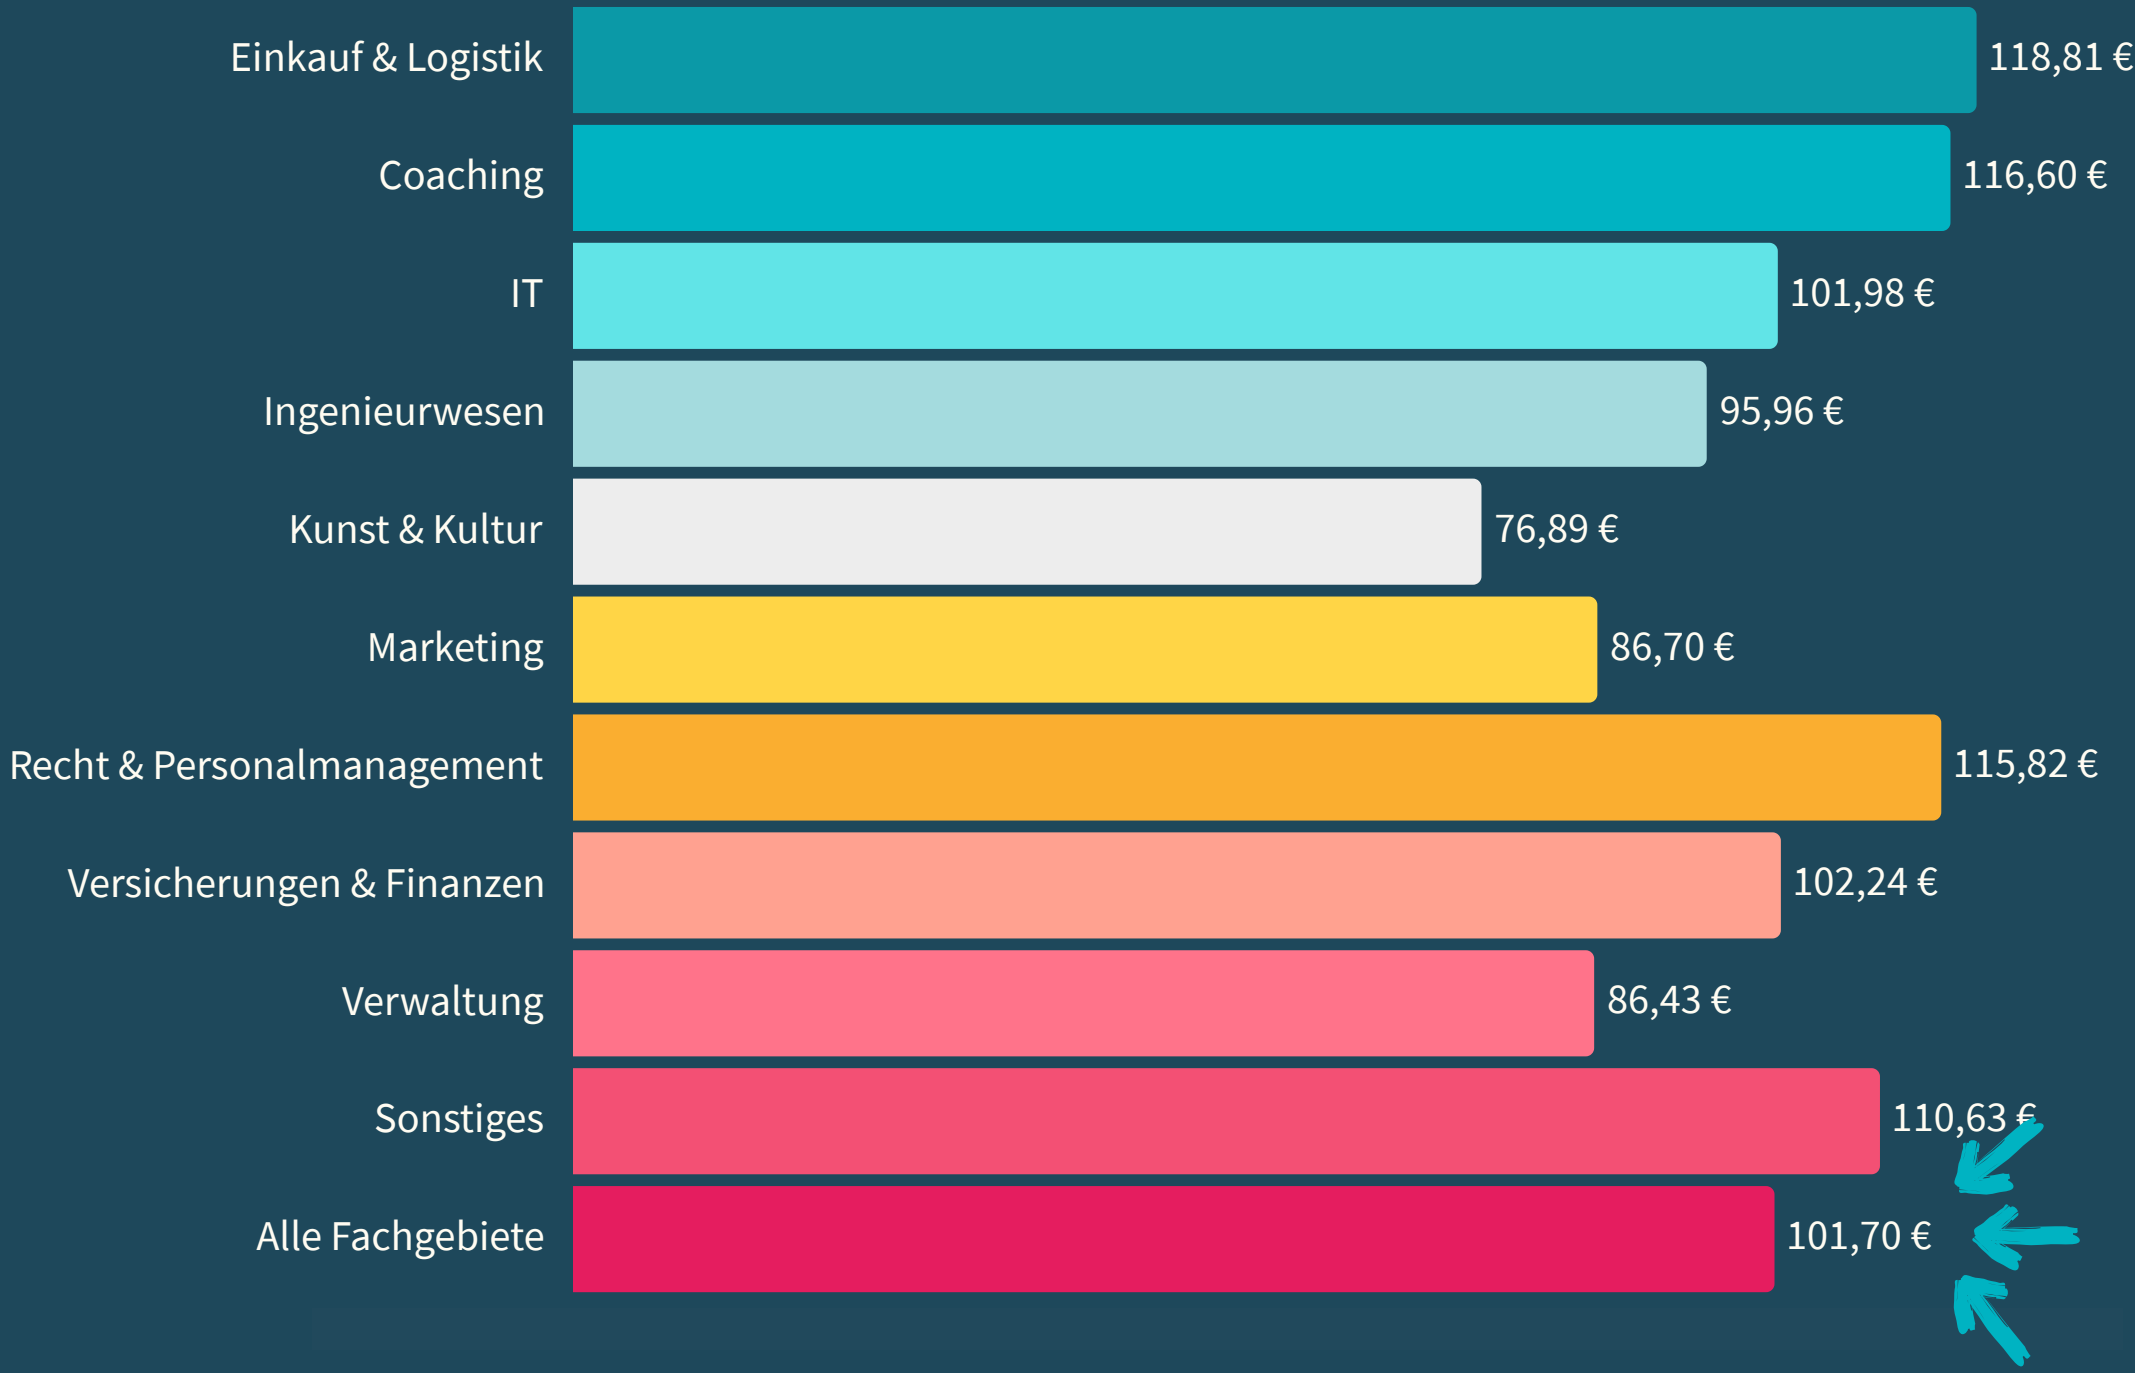 Einkauf & Logistik 118,81 €
Coaching 116,60 €
IT 101,98 €
Ingenieurwesen 95,96 €
Kunst & Kultur 76,89 €
Marketing 86,70 €
Recht & Personalmanagement 115,82 €
Versicherungen & Finanzen 102,24 €
Verwaltung 86,43 €
Sonstiges 110,63 €
Alle Fachgebiete 101,70 €